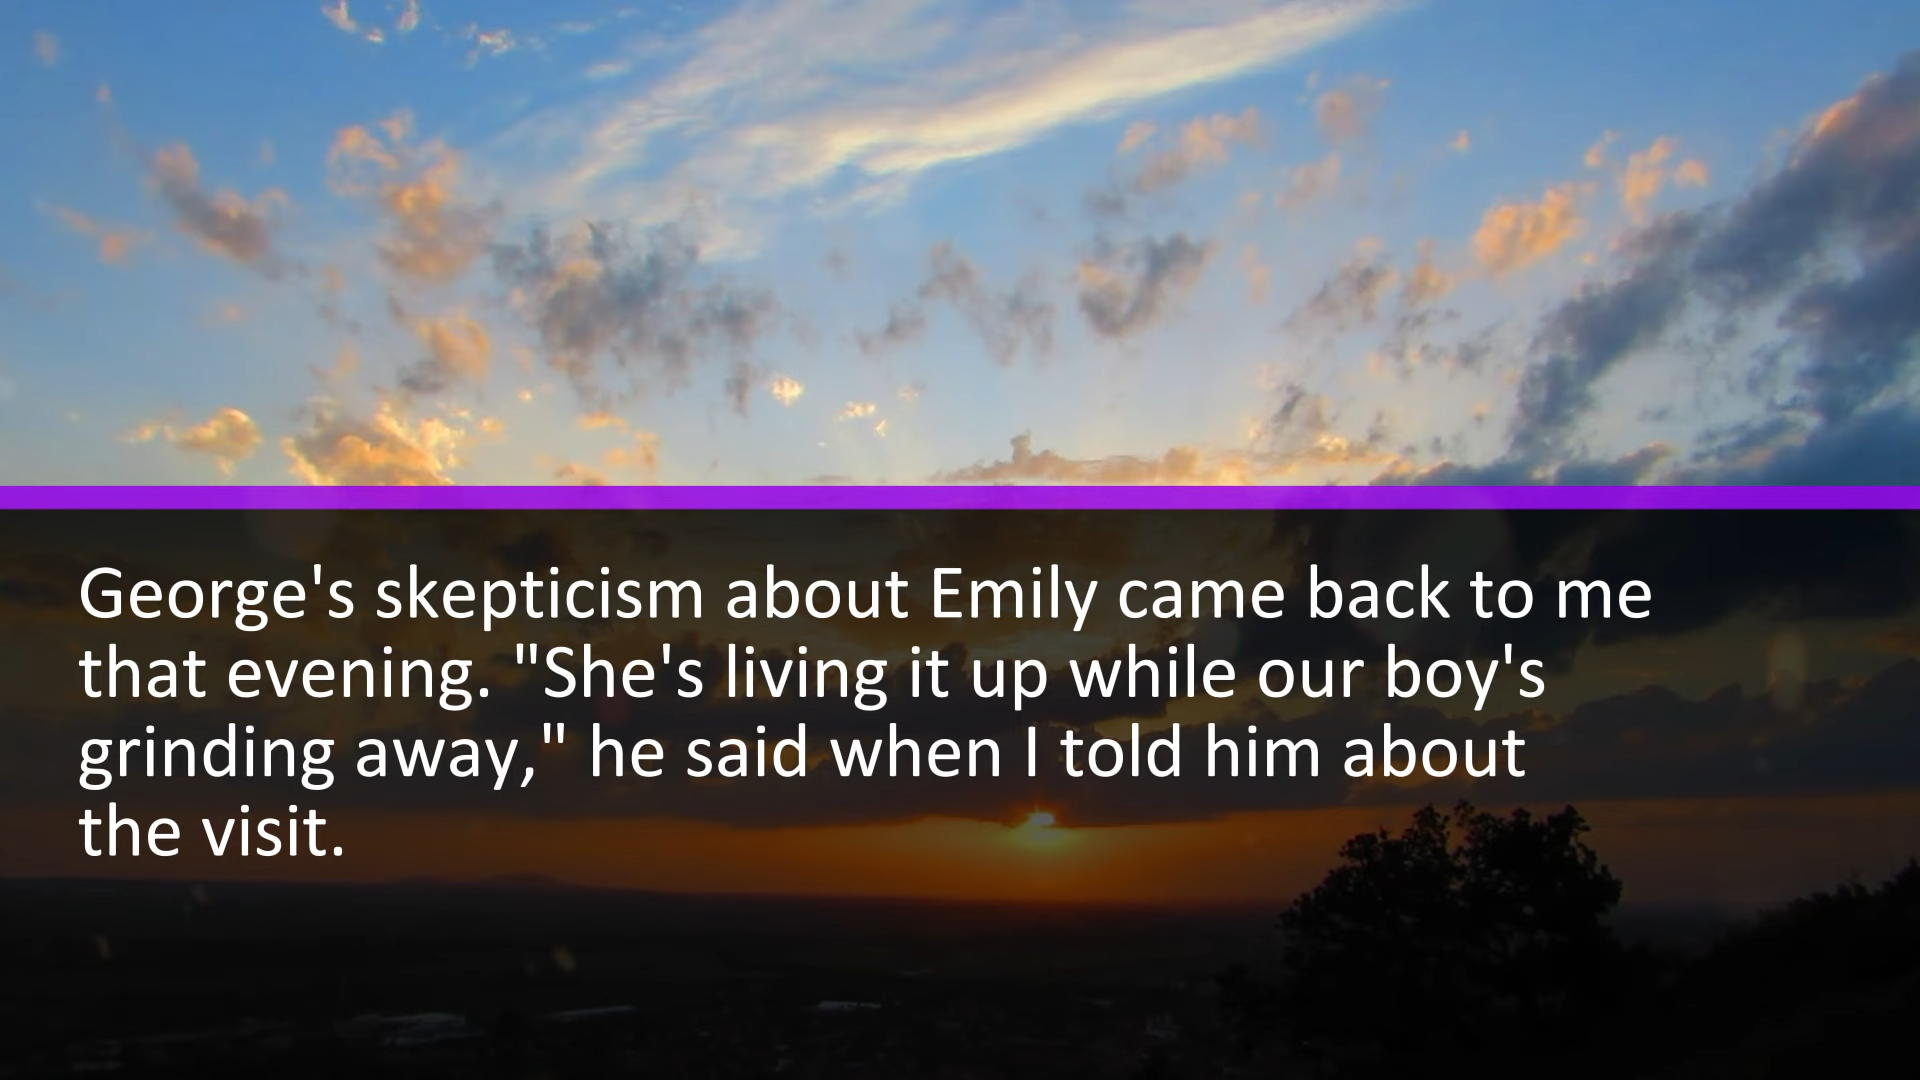 George's skepticism about Emily came back to me
that evening. "She's living it up while our boy's
grinding away," he said when I told him about
the visit.